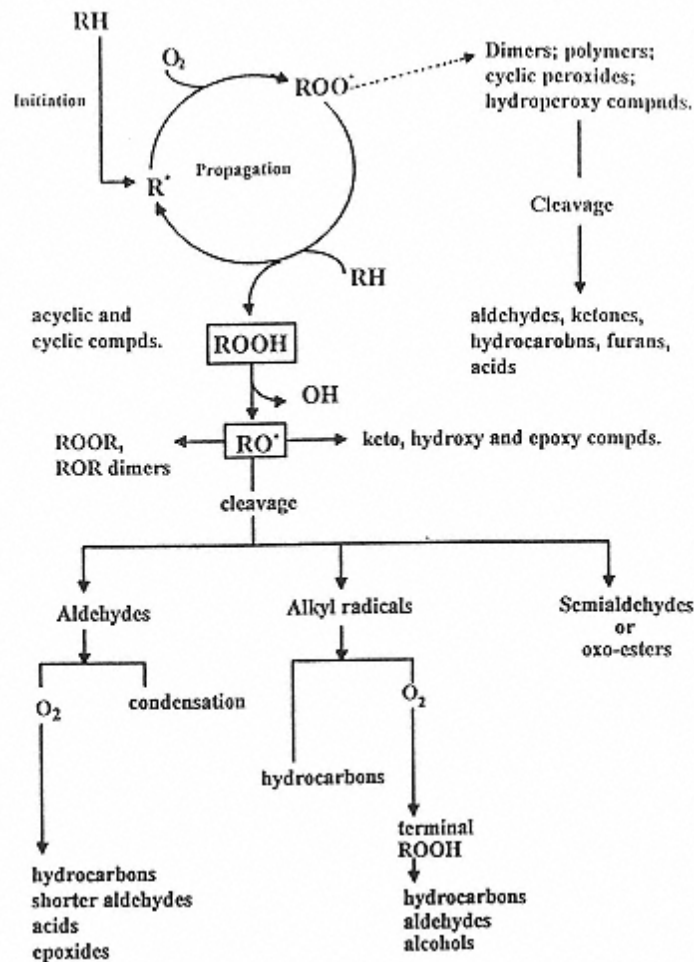 RH
O₂
ROO•
Dimers; polymers;
cyclic peroxides;
hydroperoxy compnds.
Initiation
Propagation
R•
Cleavage
RH
acyclic and
cyclic compds.
aldehydes, ketones,
hydrocarobns, furans,
acids
ROOH
OH
ROOR,
ROR dimers
RO•
keto, hydroxy and epoxy compds.
cleavage
Aldehydes
Alkyl radicals
Semialdehydes
or
oxo-esters
O₂
condensation
O₂
hydrocarbons
terminal
ROOH
hydrocarbons
shorter aldehydes
acids
epoxides
hydrocarbons
aldehydes
alcohols